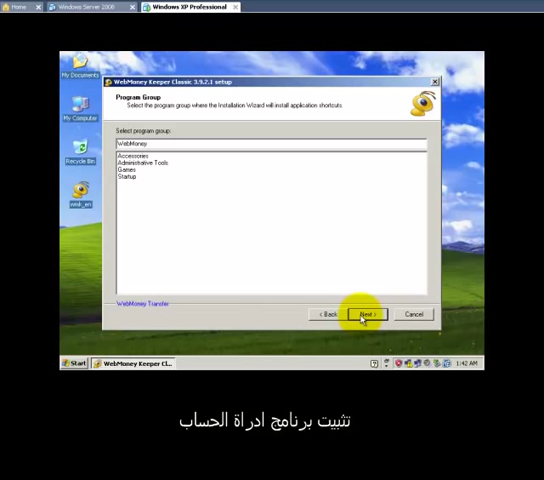 Home
Windows Server 2008
Windows XP Professional
My Documents
WebMoney Keeper Classic 3.9.2.1 setup
Program Group
Select the program group where the Installation Wizard will install application shortcuts.
My Computer
Select program group:
WebMoney
Accessories
Administrative Tools
Games
Startup
Recycle Bin
wmk_en
WebMoney Transfer
< Back
Next >
Cancel
Start
WebMoney Keeper Cl...
1:42 AM
تثبيت برنامج ادراة الحساب